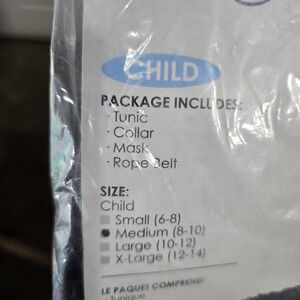 CHILD
PACKAGE INCLUDES:
· Tunic
· Collar
· Mask
· Rope Belt
SIZE:
Child
Small (6-8)
Medium (8-10)
Large (10-12)
X-Large (12-14)
LE PAQUET COMPREND:
· Tunique